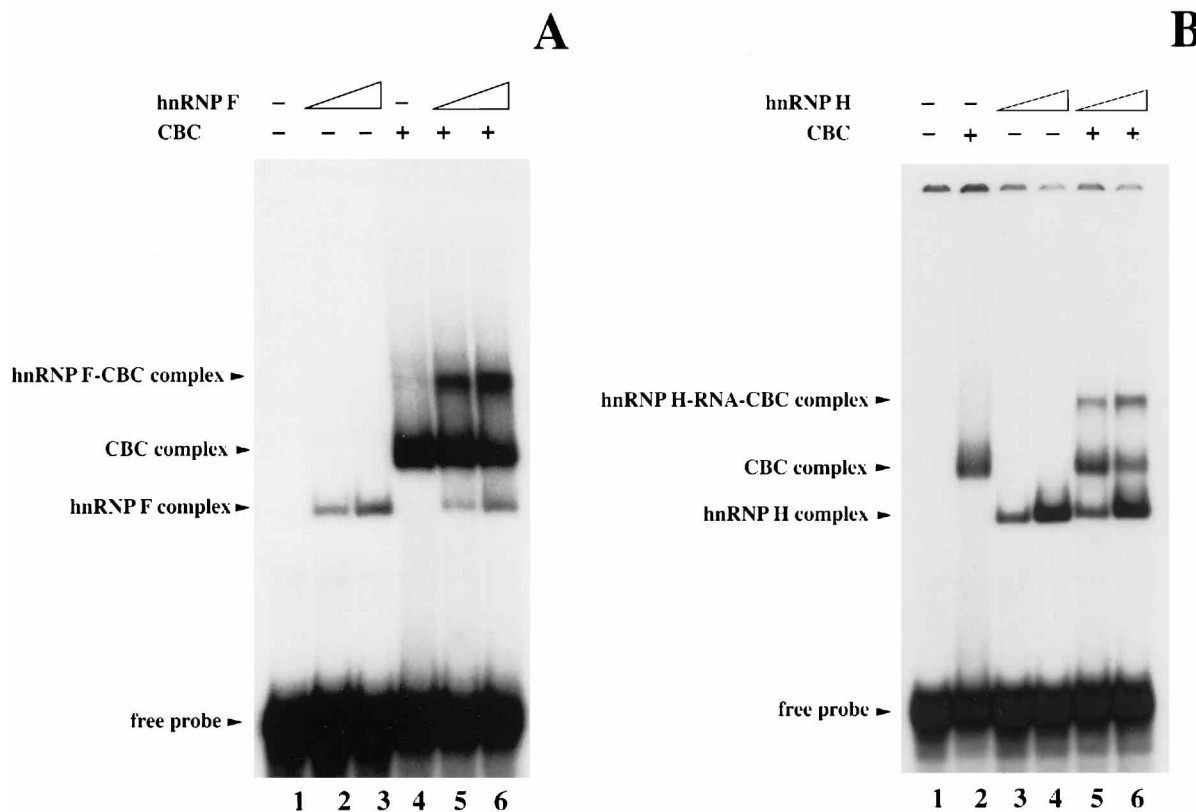 A
hnRNP F – –
CBC – – – + + +
hnRNP F-CBC complex ►
CBC complex ►
hnRNP F complex ►
free probe ►
1 2 3 4 5 6
B
hnRNP H – –
CBC – + – – + +
hnRNP H-RNA-CBC complex ►
CBC complex ►
hnRNP H complex ►
free probe ►
1 2 3 4 5 6